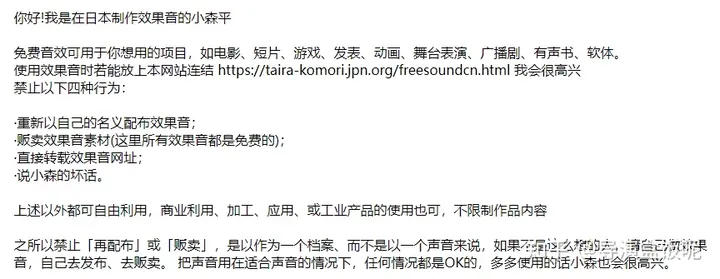 你好!我是在日本制作效果音的小森平
免费音效可用于你想用的项目，如电影、短片、游戏、发表、动画、舞台表演、广播剧、有声书、软体。
使用效果音时若能放上本网站连结 https://taira-komori.jpn.org/freesoundcn.html 我会很高兴
禁止以下四种行为：
·重新以自己的名义配布效果音；
·贩卖效果音素材(这里所有效果音都是免费的)；
·直接转载效果音网址；
·说小森的坏话。
上述以外都可自由利用，商业利用、加工、应用、或工业产品的使用也可，不限制作品内容
之所以禁止「再配布」或「贩卖」，是以作为一个档案、而不是以一个声音来说，如果不
音，自己去发布、去贩卖。 把声音用在适合声音的情况下，任何情况都是OK的，多多使用的话小森也会很高兴。
知乎